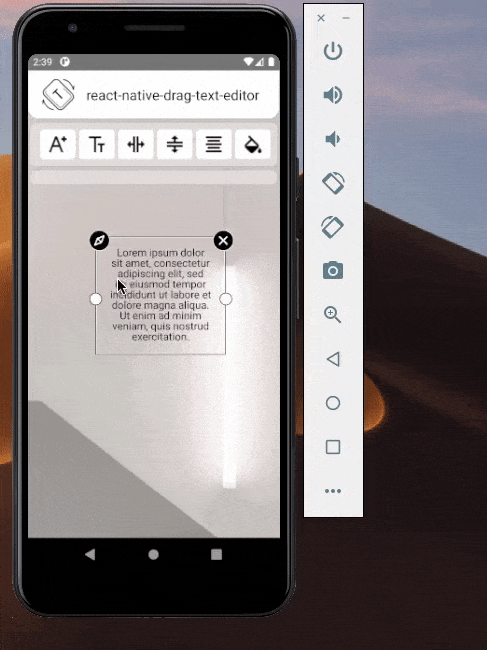 2:39
react-native-drag-text-editor
Lorem ipsum dolor
sit amet, consectetur
adipiscing elit, sed
eiusmod tempor
incididunt ut labore et
dolore magna aliqua.
Ut enim ad minim
veniam, quis nostrud
exercitation.